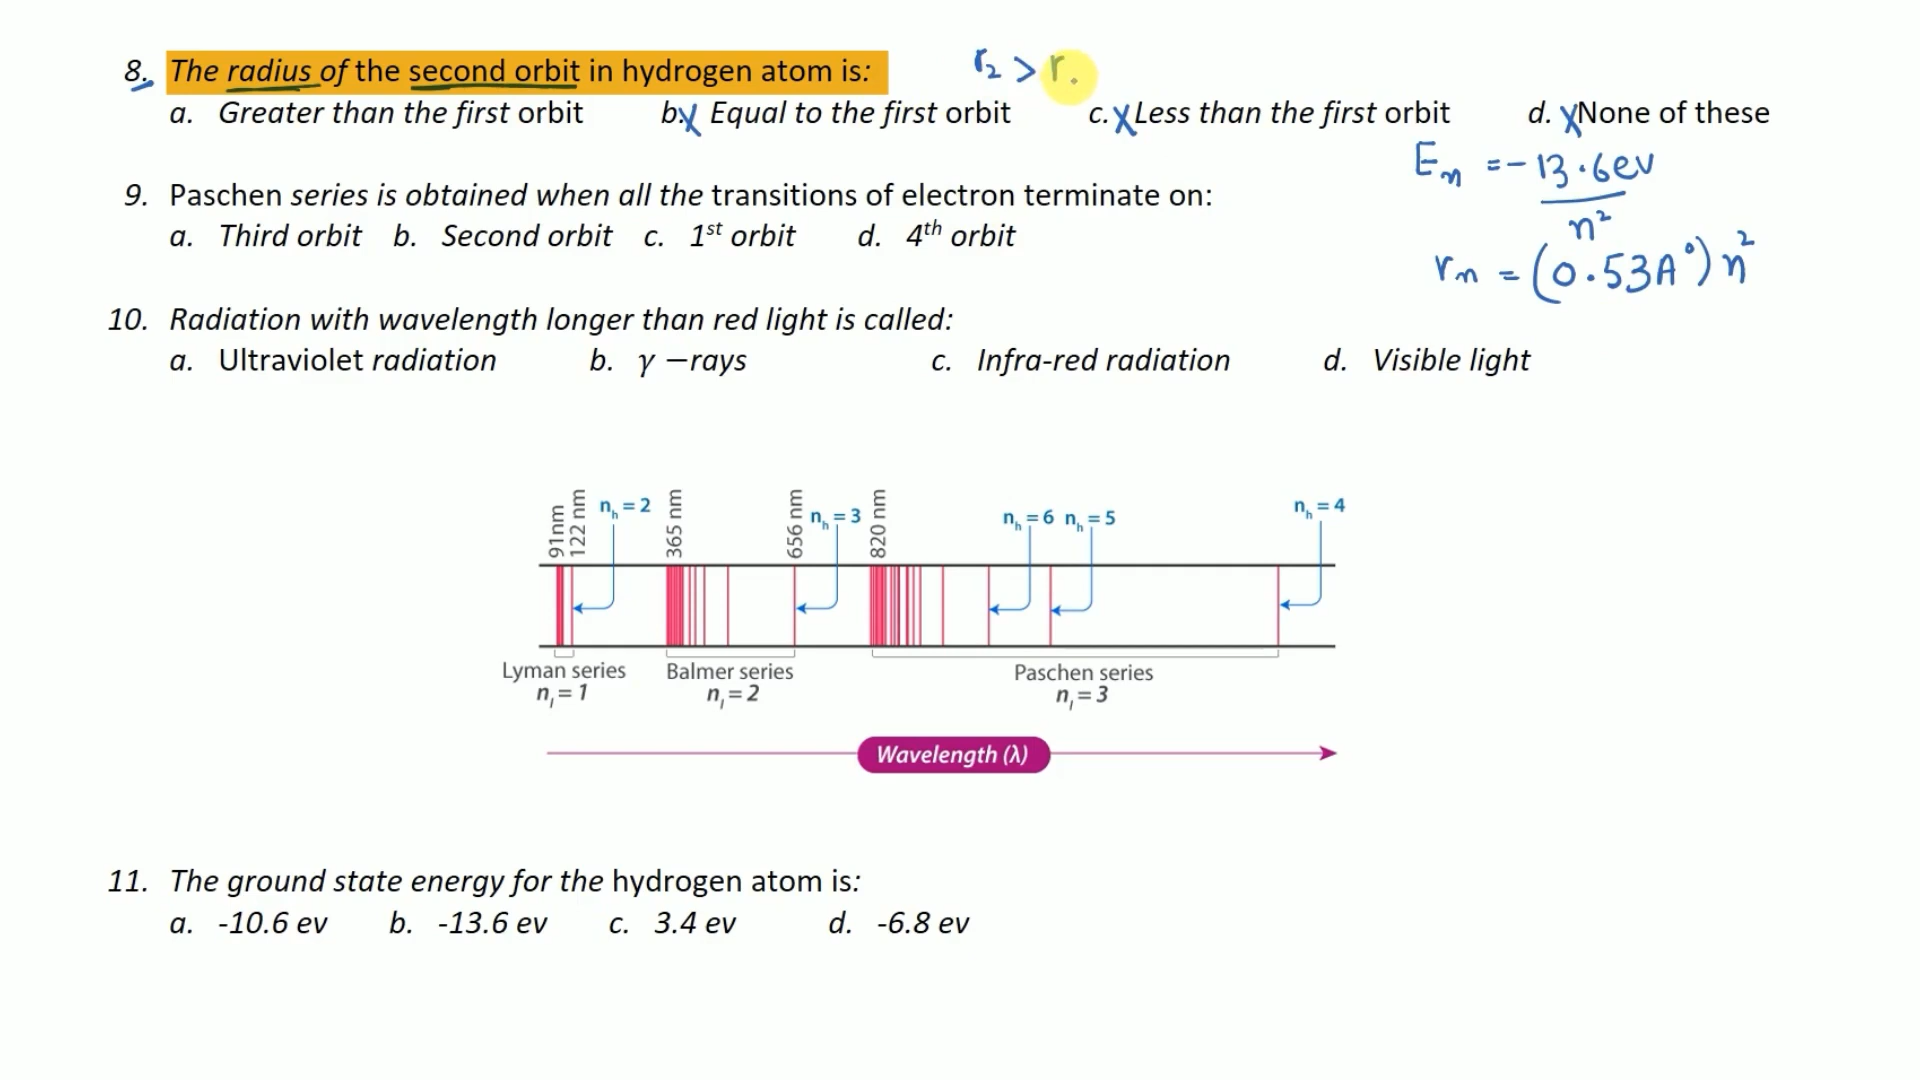 8. The radius of the second orbit in hydrogen atom is: r₂ > r.
a. Greater than the first orbit b. X Equal to the first orbit c. X Less than the first orbit d. X None of these
Eₙ = -13.6ev
n²
9. Paschen series is obtained when all the transitions of electron terminate on:
a. Third orbit b. Second orbit c. 1ˢᵗ orbit d. 4ᵗʰ orbit
rₙ = (0.53A°) n²
10. Radiation with wavelength longer than red light is called:
a. Ultraviolet radiation b. γ −rays c. Infra-red radiation d. Visible light
91nm 122 nm nₕ = 2 365 nm 656 nm nₕ = 3 820 nm nₕ = 6 nₕ = 5 nₕ = 4
Lyman series Balmer series Paschen series
nₗ = 1 nₗ = 2 nₗ = 3
Wavelength (λ)
11. The ground state energy for the hydrogen atom is:
a. -10.6 ev b. -13.6 ev c. 3.4 ev d. -6.8 ev